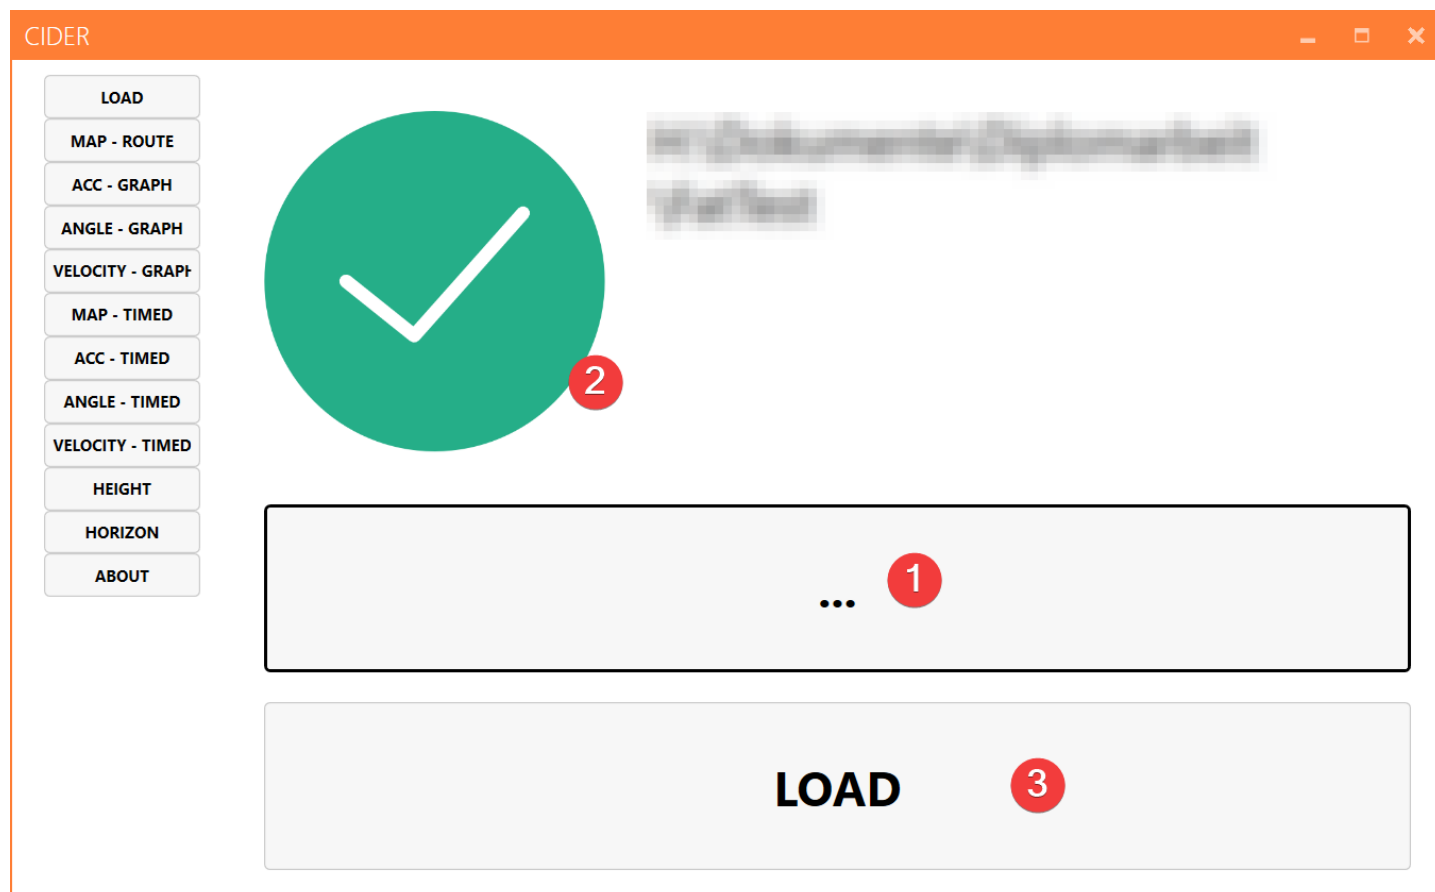 CIDER
LOAD
MAP - ROUTE
ACC - GRAPH
ANGLE - GRAPH
VELOCITY - GRAPH
MAP - TIMED
ACC - TIMED
ANGLE - TIMED
VELOCITY - TIMED
HEIGHT
HORIZON
ABOUT
2
... 1
LOAD 3